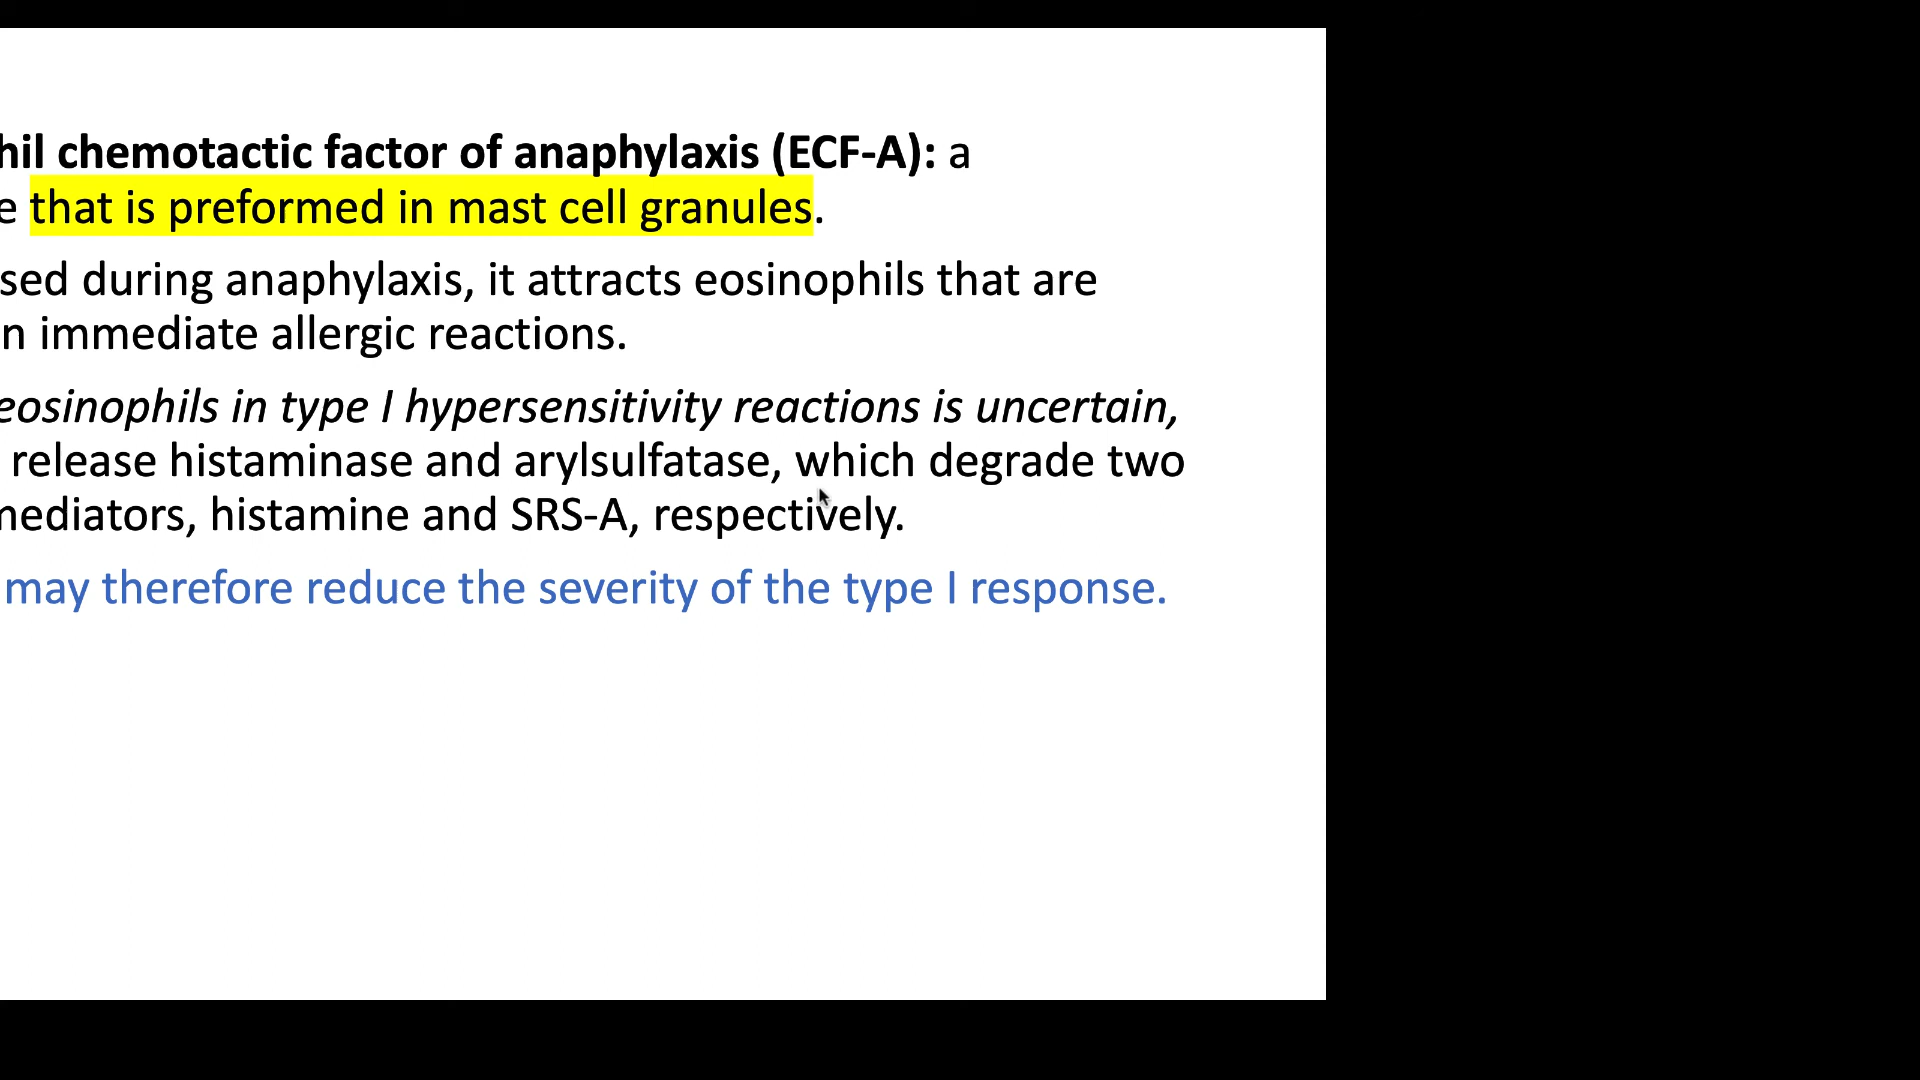 hil chemotactic factor of anaphylaxis (ECF-A): a
e that is preformed in mast cell granules.
sed during anaphylaxis, it attracts eosinophils that are
n immediate allergic reactions.
eosinophils in type I hypersensitivity reactions is uncertain,
release histaminase and arylsulfatase, which degrade two
mediators, histamine and SRS-A, respectively.
may therefore reduce the severity of the type I response.